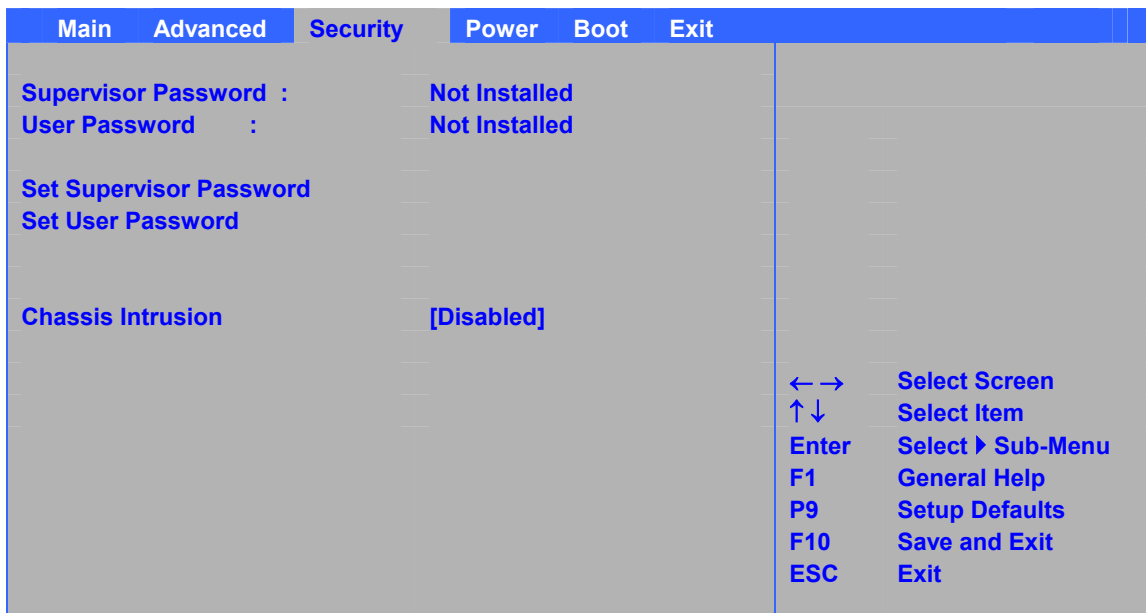 Main Advanced Security Power Boot Exit
Supervisor Password : Not Installed
User Password : Not Installed
Set Supervisor Password
Set User Password
Chassis Intrusion [Disabled]
← → Select Screen
↑↓ Select Item
Enter Select ▶ Sub-Menu
F1 General Help
P9 Setup Defaults
F10 Save and Exit
ESC Exit